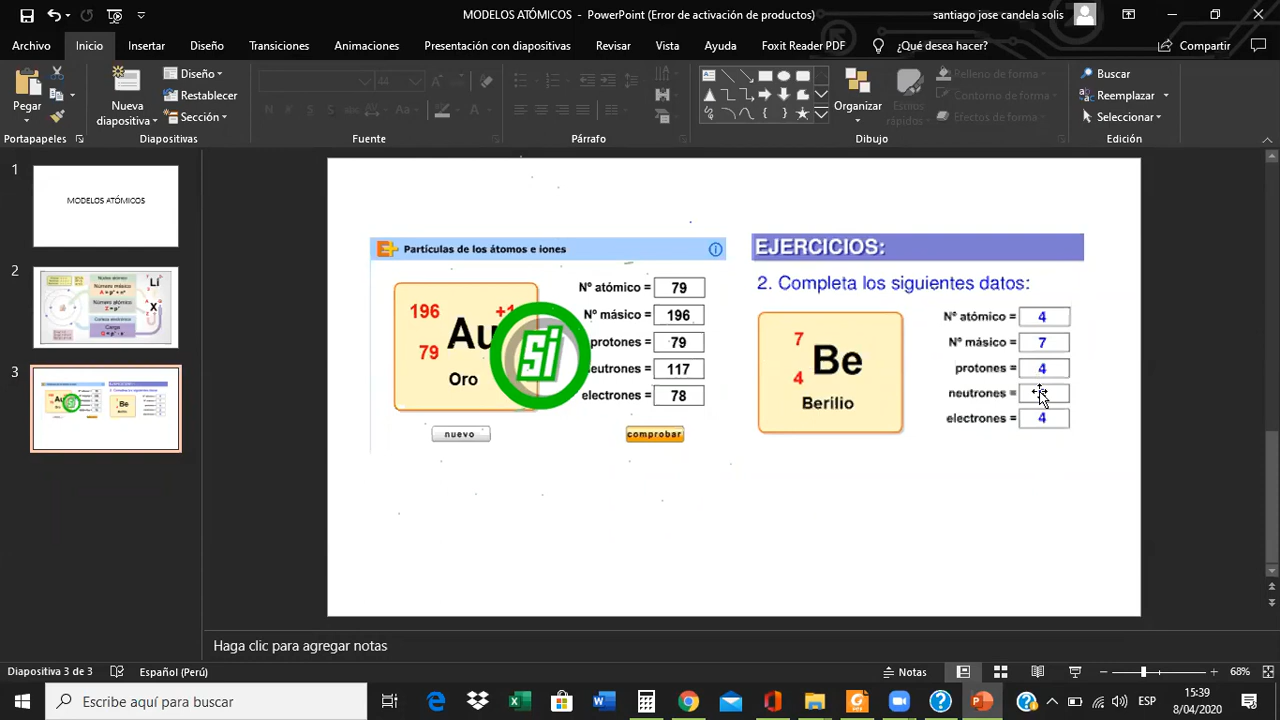 MODELOS ATÓMICOS - PowerPoint (Error de activación de productos)
santiago jose candela solis
Archivo Inicio Insertar Diseño Transiciones Animaciones Presentación con diapositivas Revisar Vista Ayuda Foxit Reader PDF ¿Qué desea hacer? Compartir
Pegar
Nueva diapositiva
Diseño
Restablecer
Sección
44
N K S
Aa
A
Organizar
Estilos rápidos
Relleno de forma
Contorno de forma
Efectos de forma
Buscar
Reemplazar
Seleccionar
Portapapeles
Diapositivas
Fuente
Párrafo
Dibujo
Edición
1
MODELOS ATÓMICOS
2
3
E+ Partículas de los átomos e iones
196
+1
79
Au
Oro
SI
Nº atómico = 79
Nº másico = 196
protones = 79
neutrones = 117
electrones = 78
nuevo
comprobar
EJERCICIOS:
2. Completa los siguientes datos:
7
4
Be
Berilio
Nº atómico = 4
Nº másico = 7
protones = 4
neutrones =
electrones = 4
Haga clic para agregar notas
Diapositiva 3 de 3
Español (Perú)
Notas
68%
Escribe aquí para buscar
ESP
15:39
8/04/2020